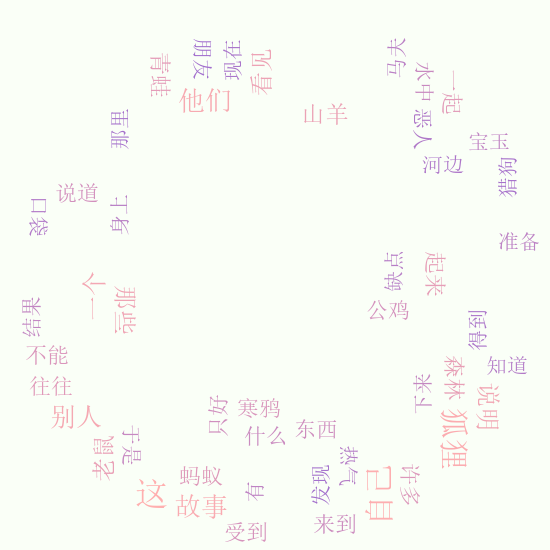 朋友
现在
看见
青蛙
他们
山羊
马夫
水中
一起
恶人
宝玉
河边
猎狗
那里
说道
口袋
上身
准备
缺点
起来
一个
那些
结果
公鸡
得到
不能
知道
往往
下来
森林
说明
别人
只好
寒鸦
狐狸
什么
东西
于是
老鼠
热气
蚂蚁
有
发现
自己
许多
这
故事
受到
来到